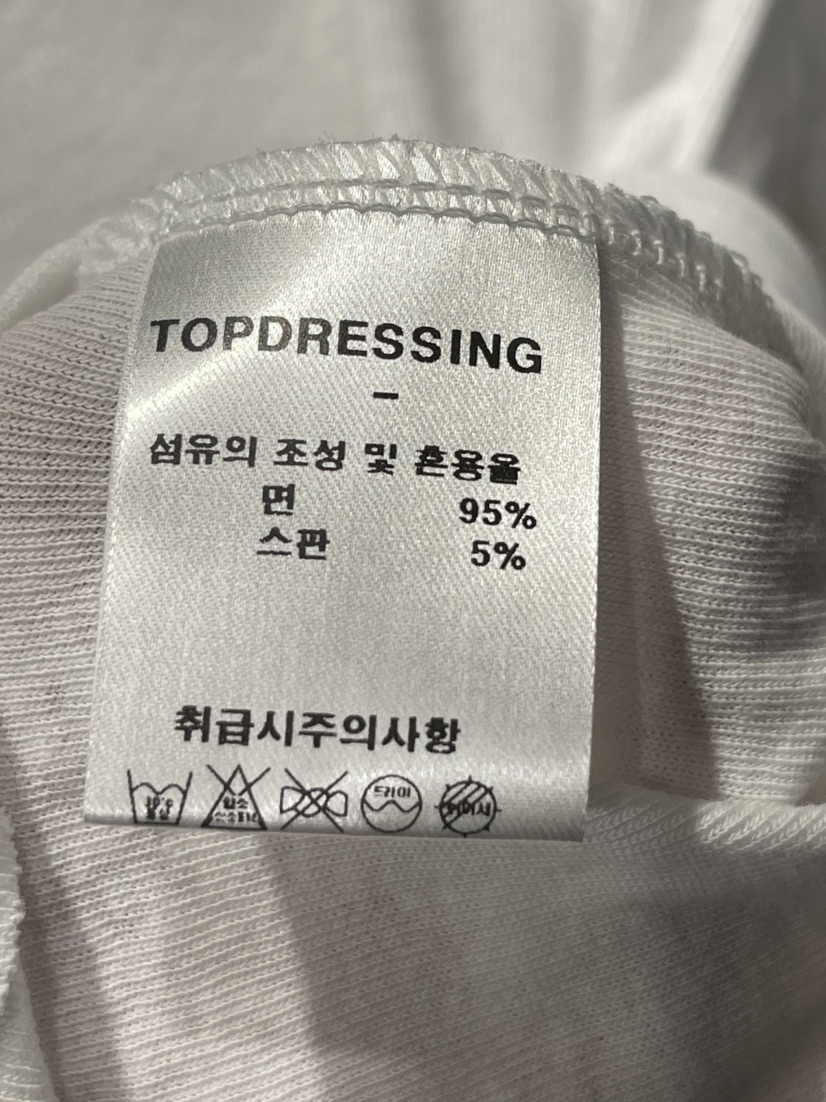 TOPDRESSING
-
섬유의 조성 및 혼용율
면 95%
스판 5%
취급시주의사항
드라이